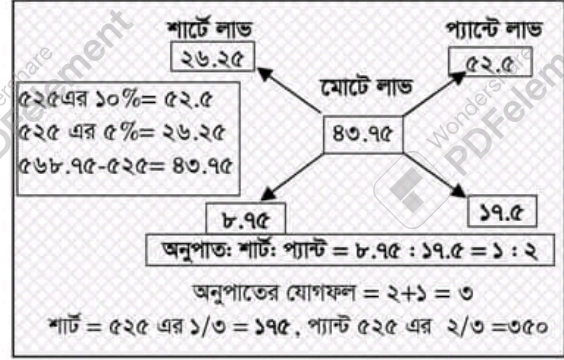 শার্টে লাভ
প্যান্টে লাভ
২৬.২৫
৫২.৫
মোট লাভ
৫২৫এর ১০%= ৫২.৫
৫২৫ এর ৫%= ২৬.২৫
৫৬৮.৭৫-৫২৫= ৪৩.৭৫
৪৩.৭৫
৮.৭৫
১৭.৫
অনুপাতঃ শার্টঃ প্যান্ট = ৮.৭৫ : ১৭.৫ = ১ : ২
অনুপাতের যোগফল = ২+১ = ৩
শার্ট = ৫২৫ এর ১/৩ = ১৭৫, প্যান্ট ৫২৫ এর ২/৩ =৩৫০
Wondershare
PDFelement